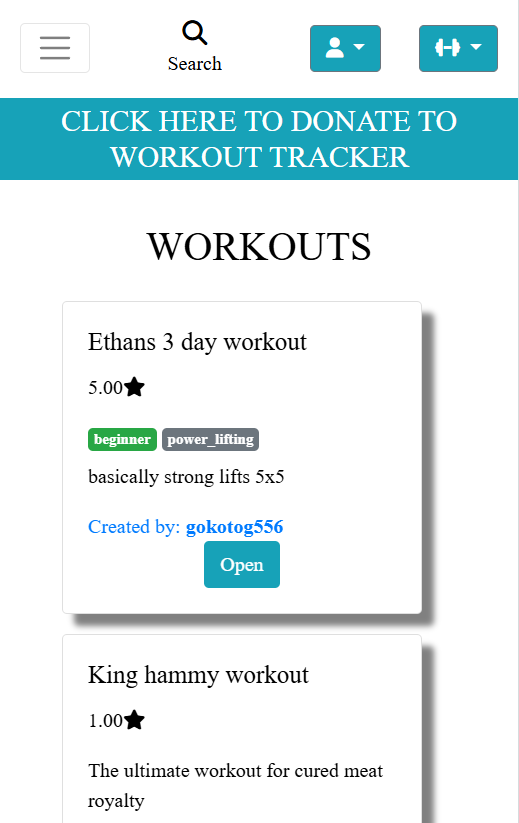 Search
CLICK HERE TO DONATE TO
WORKOUT TRACKER
WORKOUTS
Ethans 3 day workout
5.00
beginner power_lifting
basically strong lifts 5x5
Created by: gokotog556
Open
King hammy workout
1.00
The ultimate workout for cured meat
royalty